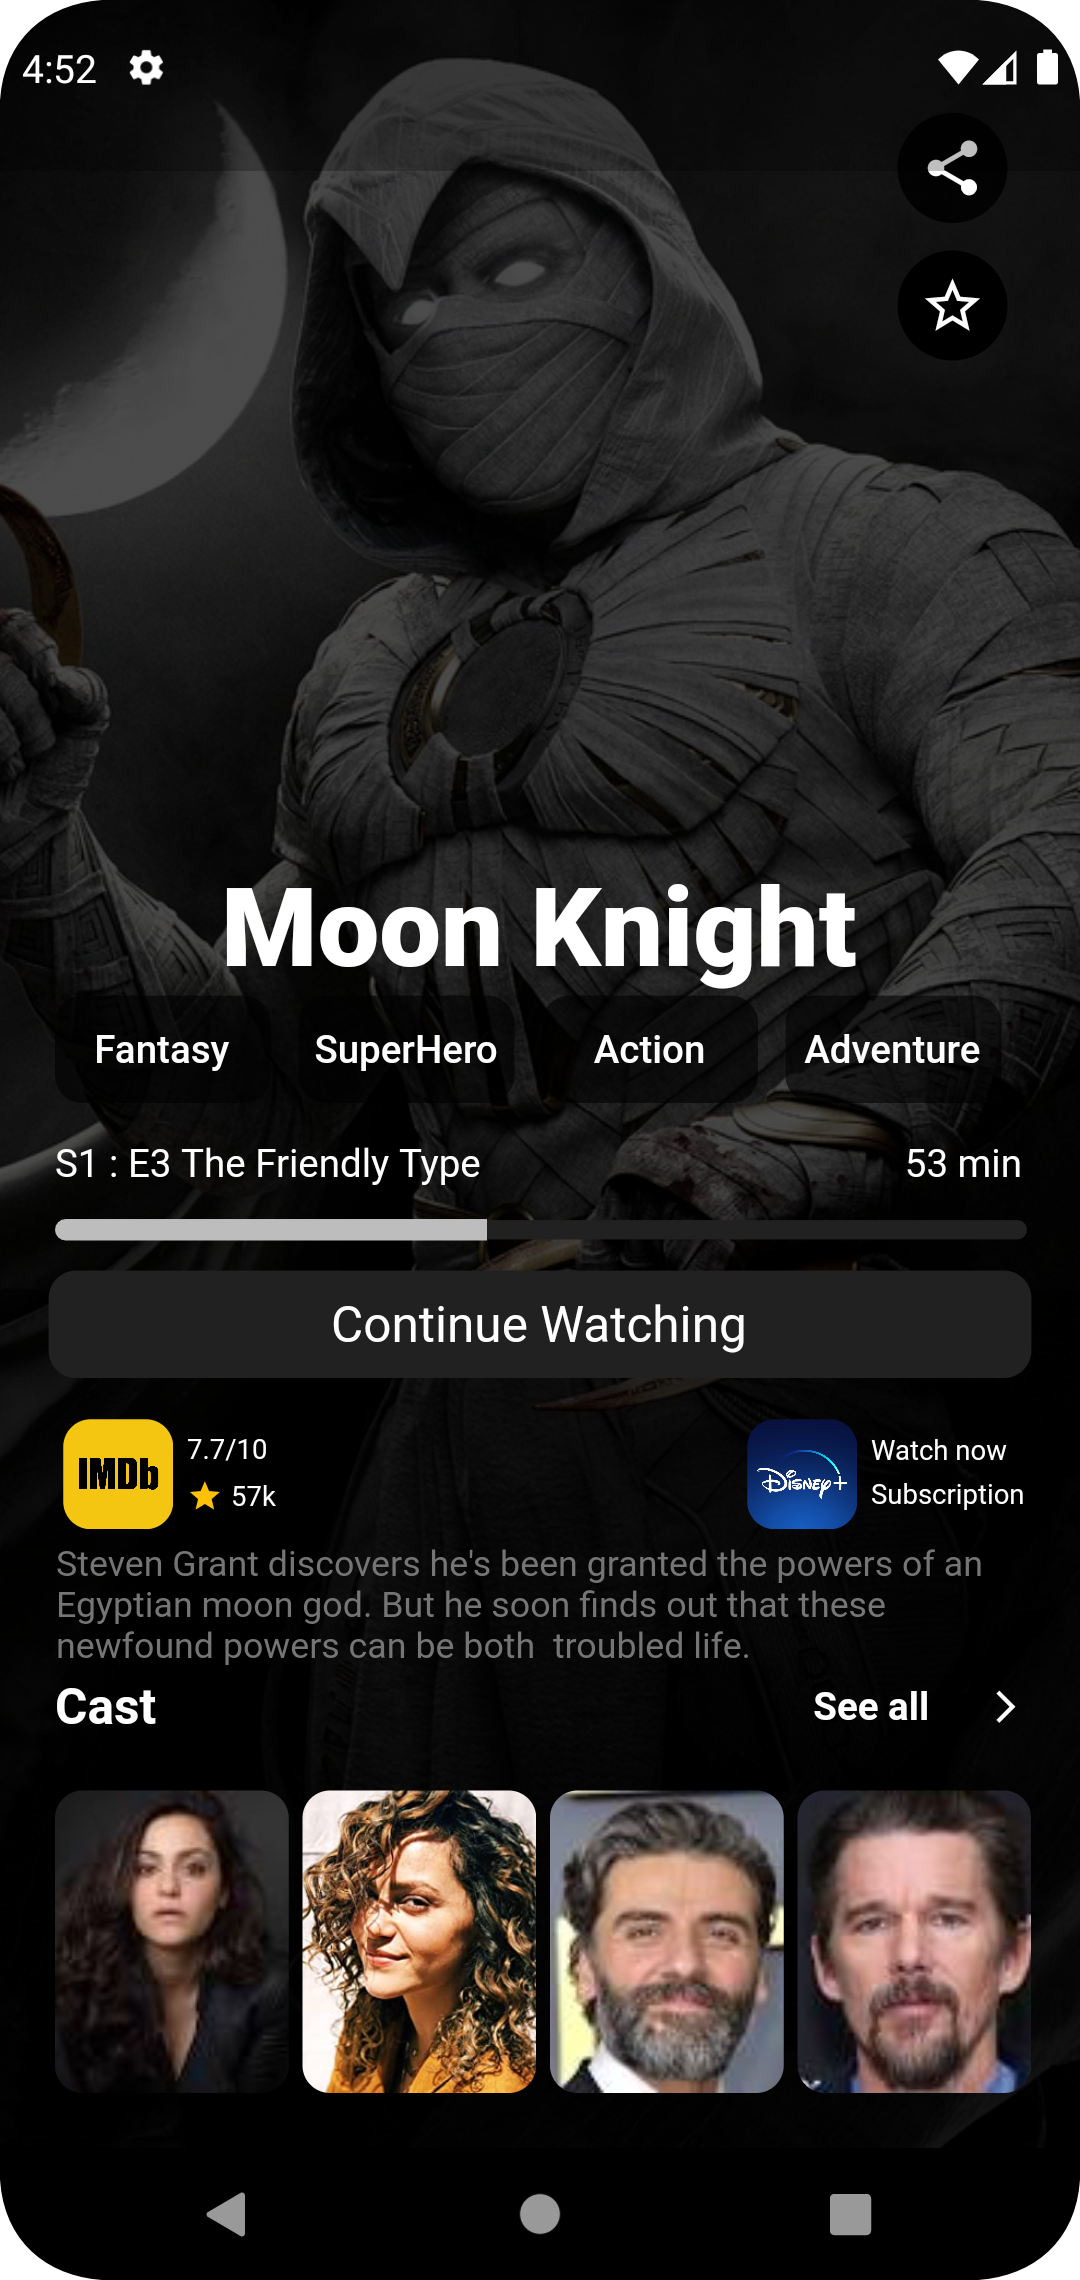 4:52
Moon Knight
Fantasy SuperHero Action Adventure
S1 : E3 The Friendly Type 53 min
Continue Watching
IMDb 7.7/10 Disney+ Watch now
57k Subscription
Steven Grant discovers he's been granted the powers of an
Egyptian moon god. But he soon finds out that these
newfound powers can be both  troubled life.
Cast See all